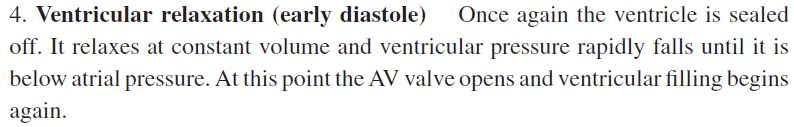 4. Ventricular relaxation (early diastole) Once again the ventricle is sealed
off. It relaxes at constant volume and ventricular pressure rapidly falls until it is
below atrial pressure. At this point the AV valve opens and ventricular filling begins
again.